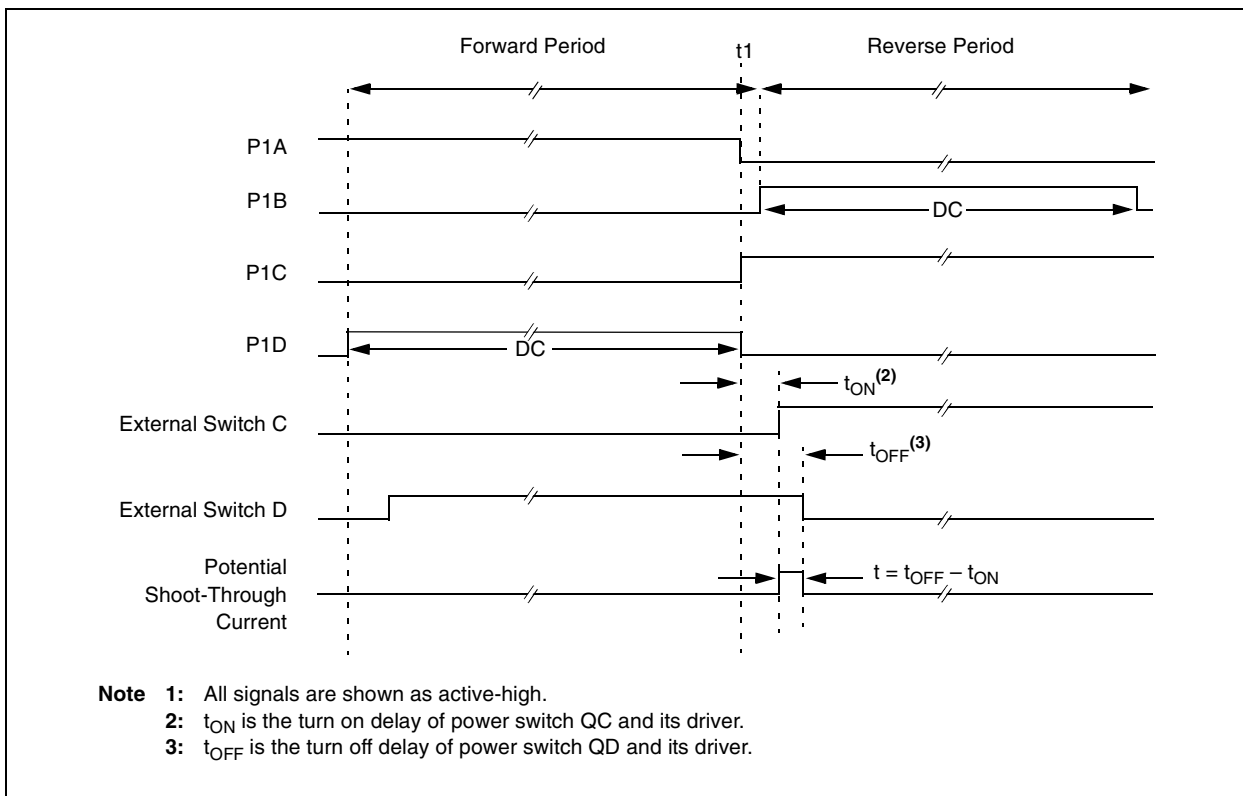 Forward Period
t1
Reverse Period
P1A
P1B
DC
P1C
P1D
DC
tON(2)
External Switch C
tOFF(3)
External Switch D
Potential
Shoot-Through
Current
t = tOFF – tON
Note 1: All signals are shown as active-high.
2: tON is the turn on delay of power switch QC and its driver.
3: tOFF is the turn off delay of power switch QD and its driver.